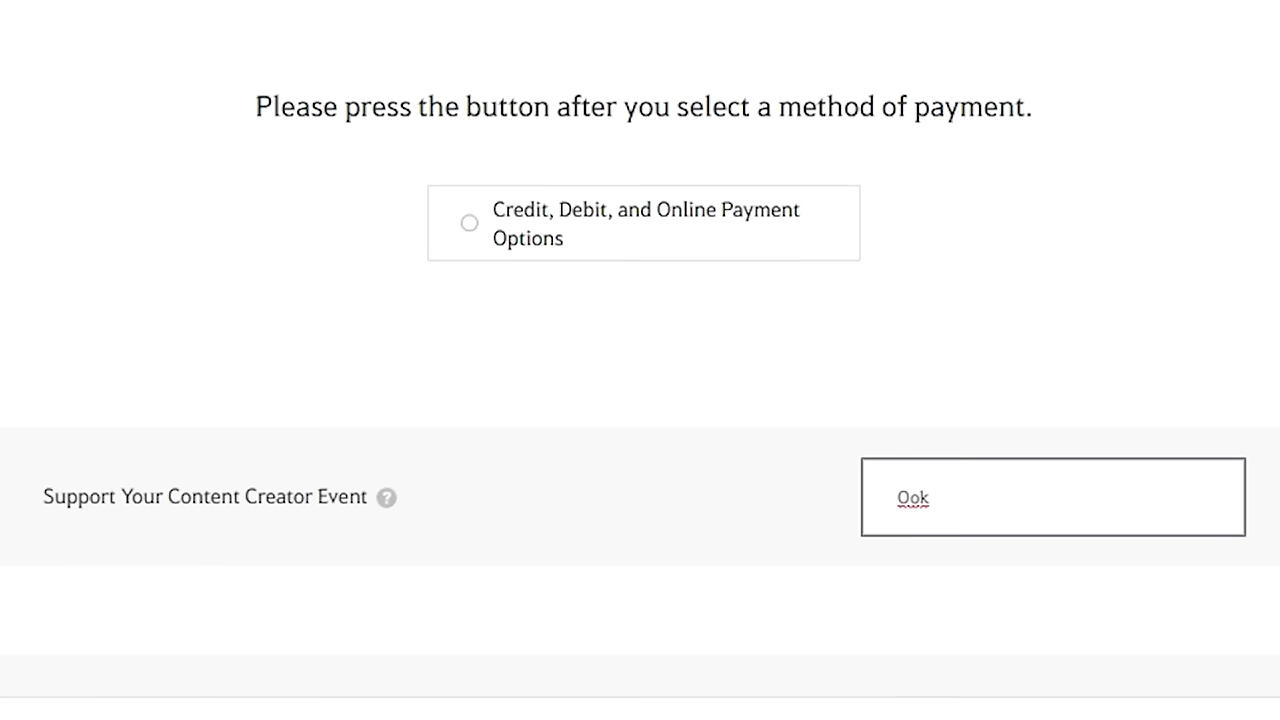 Please press the button after you select a method of payment.
Credit, Debit, and Online Payment
Options
Support Your Content Creator Event ?
Ook